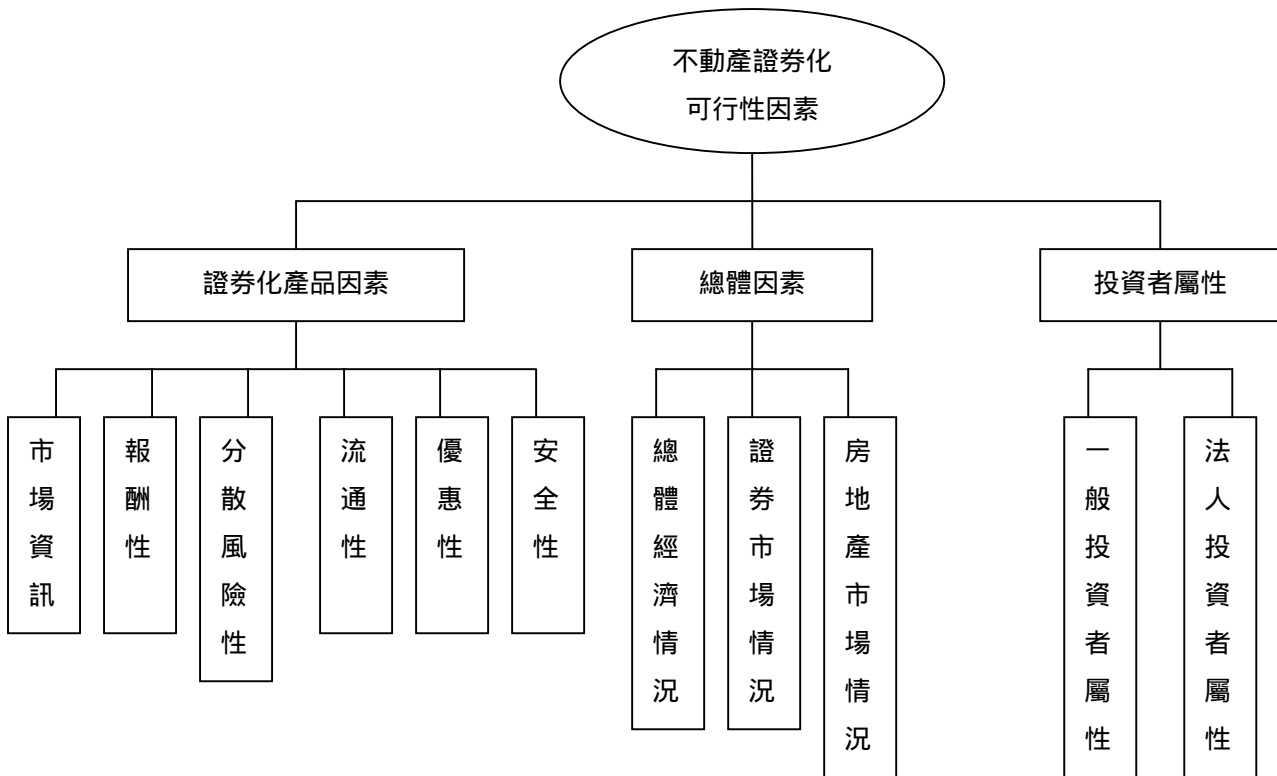 不動產證券化
可行性因素
證券化產品因素
總體因素
投資者屬性
市場資訊
報酬性
分散風險性
流通性
優惠性
安全性
總體經濟情況
證券市場情況
房地產市場情況
一般投資者屬性
法人投資者屬性